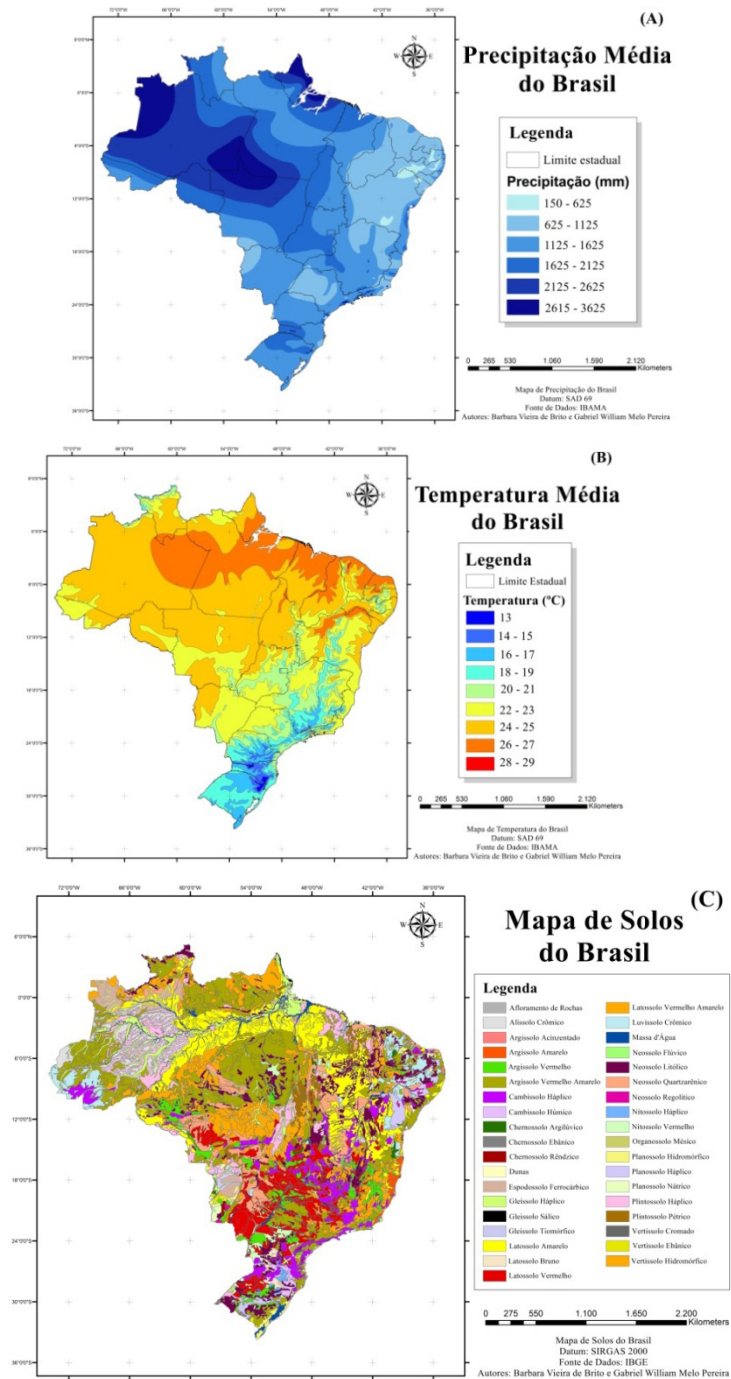 (A)
Precipitação Média
do Brasil
N
W E
S
Legenda
Limite estadual
Precipitação (mm)
150 - 625
625 - 1125
1125 - 1625
1625 - 2125
2125 - 2625
2615 - 3625
0 265 530 1.060 1.590 2.120
Kilometers
Mapa de Precipitação do Brasil
Datum: SAD 69
Fonte de Dados: IBAMA
Autores: Barbara Vieira de Brito e Gabriel William Melo Pereira
(B)
Temperatura Média
do Brasil
N
W E
S
Legenda
Limite Estadual
Temperatura (ºC)
13
14 - 15
16 - 17
18 - 19
20 - 21
22 - 23
24 - 25
26 - 27
28 - 29
0 265 530 1.060 1.590 2.120
Kilometers
Mapa de Temperatura do Brasil
Datum: SAD 69
Fonte de Dados: IBAMA
Autores: Barbara Vieira de Brito e Gabriel William Melo Pereira
(C)
Mapa de Solos
do Brasil
N
W E
S
Legenda
Afloramento de Rochas
Alissolo Crômico
Argissolo Acinzentado
Argissolo Amarelo
Argissolo Vermelho
Argissolo Vermelho Amarelo
Cambissolo Háplico
Cambissolo Húmico
Chernossolo Argilúvico
Chernossolo Ebânico
Chernossolo Rêndzico
Dunas
Espodossolo Ferrocárbico
Gleissolo Háplico
Gleissolo Sálico
Gleissolo Tiomórfico
Latossolo Amarelo
Latossolo Bruno
Latossolo Vermelho
Latossolo Vermelho Amarelo
Luvissolo Crômico
Massa d'Água
Neossolo Flúvico
Neossolo Litólico
Neossolo Quartzarênico
Neossolo Regolítico
Nitossolo Háplico
Nitossolo Vermelho
Organossolo Mésico
Planossolo Hidromórfico
Planossolo Háplico
Planossolo Nátrico
Plintossolo Háplico
Plintossolo Pétrico
Vertissolo Cromado
Vertissolo Ebânico
Vertissolo Hidromórfico
0 275 550 1.100 1.650 2.200
Kilometers
Mapa de Solos do Brasil
Datum: SIRGAS 2000
Fonte de Dados: IBGE
Autores: Barbara Vieira de Brito e Gabriel William Melo Pereira